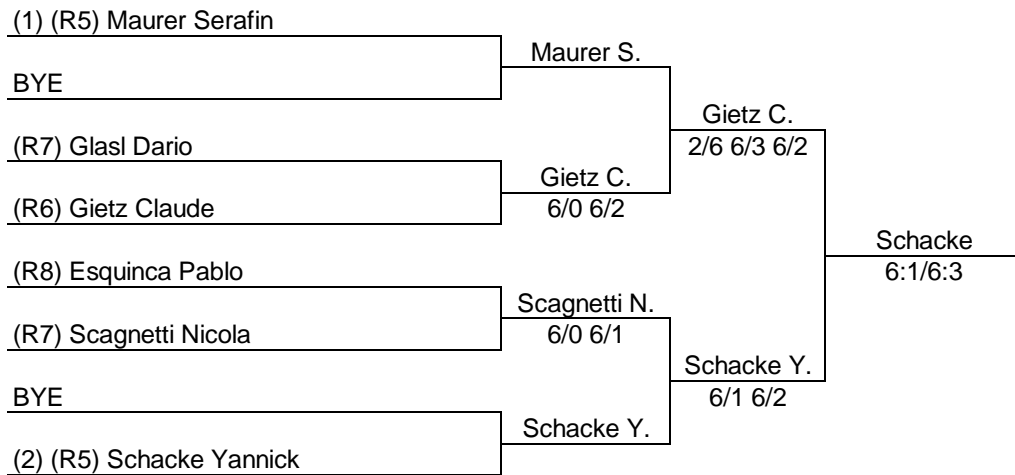 (1) (R5) Maurer Serafin
Maurer S.
BYE
Gietz C.
2/6 6/3 6/2
(R7) Glasl Dario
Gietz C.
6/0 6/2
(R6) Gietz Claude
Schacke
6:1/6:3
(R8) Esquinca Pablo
Scagnetti N.
6/0 6/1
(R7) Scagnetti Nicola
Schacke Y.
6/1 6/2
BYE
Schacke Y.
(2) (R5) Schacke Yannick